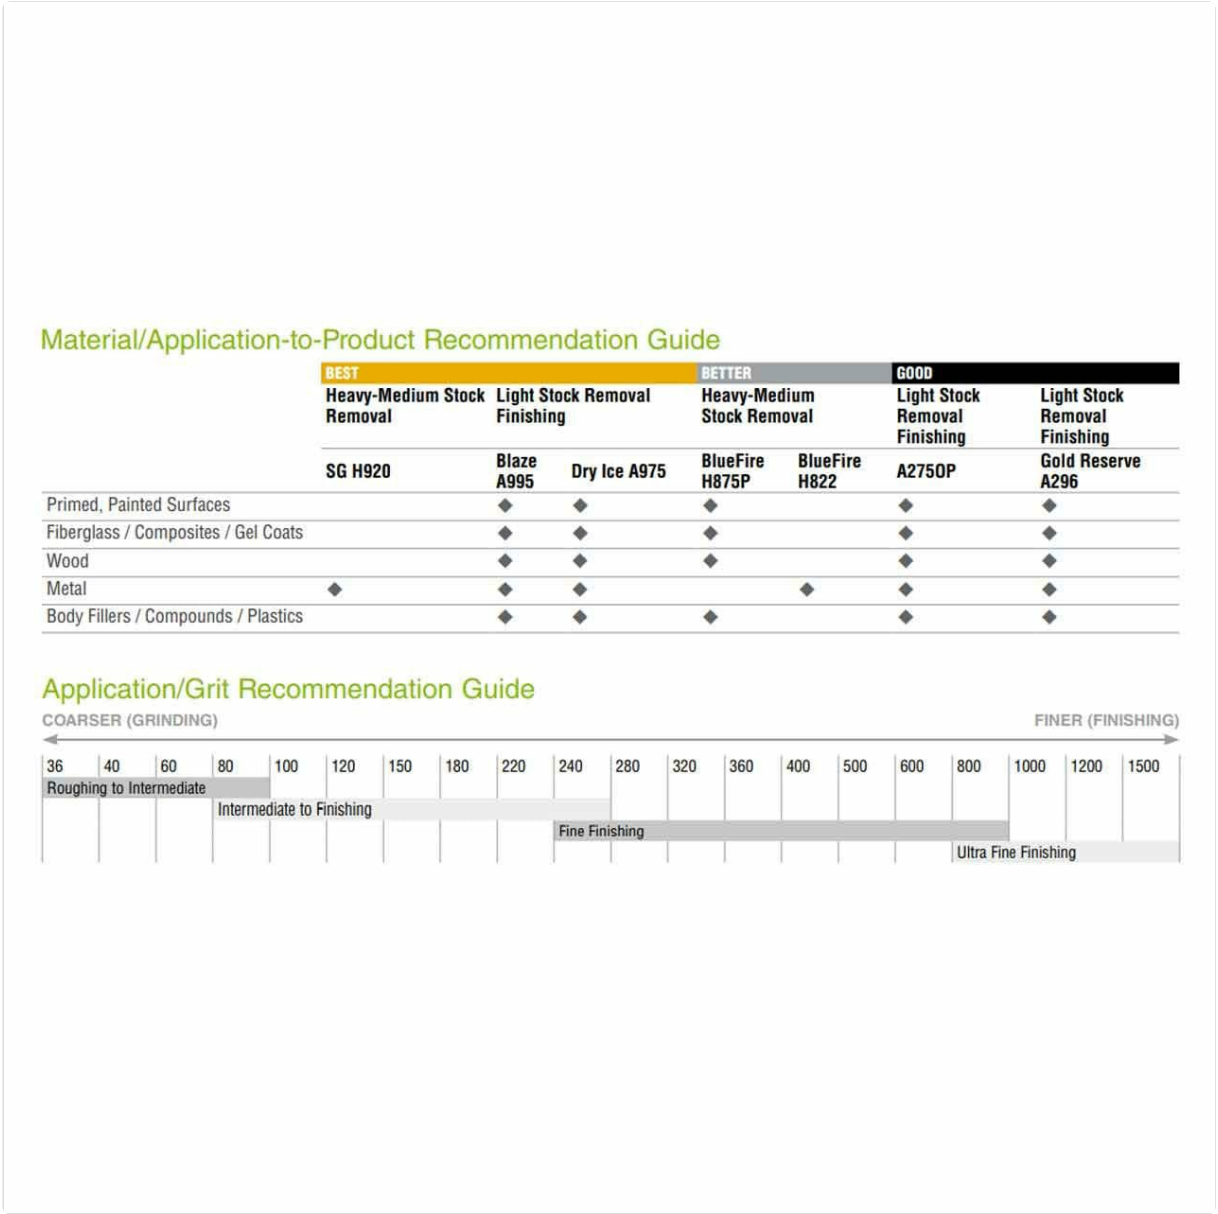 Material/Application-to-Product Recommendation Guide
BEST BETTER GOOD
Heavy-Medium Stock Light Stock Removal Heavy-Medium Light Stock Light Stock
Removal Finishing Stock Removal Removal Removal
Finishing Finishing
Blaze BlueFire BlueFire Gold Reserve
SG H920 Dry Ice A975 A275OP
A995 H875P H822 A296
Primed, Painted Surfaces ◆ ◆ ◆ ◆ ◆
Fiberglass / Composites / Gel Coats ◆ ◆ ◆ ◆ ◆
Wood ◆ ◆ ◆ ◆ ◆
Metal ◆ ◆ ◆ ◆ ◆ ◆
Body Fillers / Compounds / Plastics ◆ ◆ ◆ ◆ ◆
Application/Grit Recommendation Guide
COARSER (GRINDING) FINER (FINISHING)
36 40 60 80 100 120 150 180 220 240 280 320 360 400 500 600 800 1000 1200 1500
Roughing to Intermediate
Intermediate to Finishing
Fine Finishing
Ultra Fine Finishing